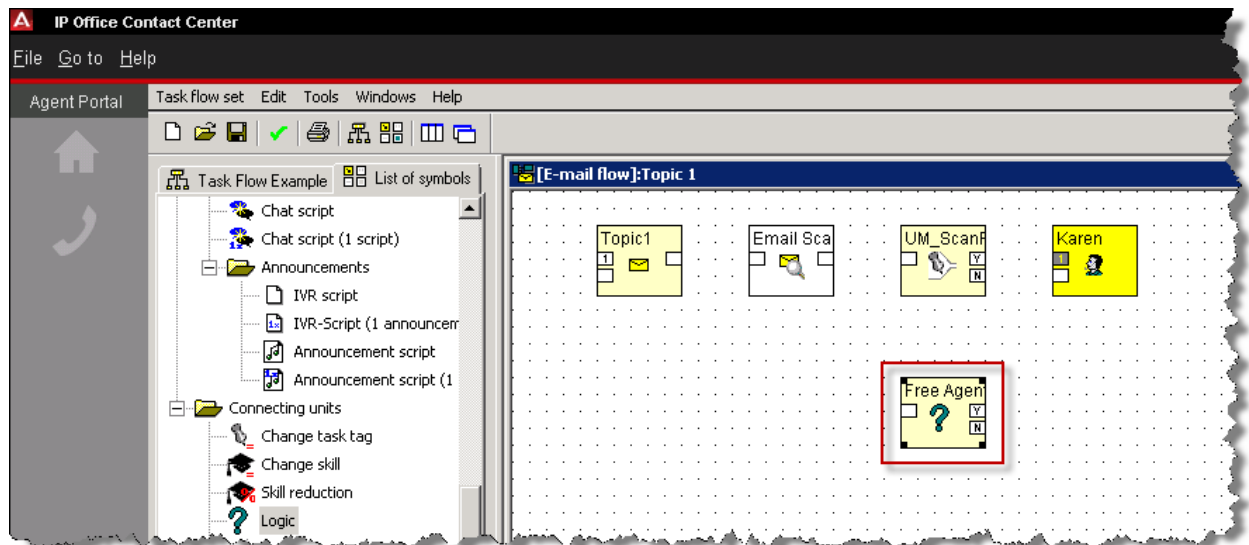 IP Office Contact Center
File Go to Help
Agent Portal
Task flow set Edit Tools Windows Help
Task Flow Example
List of symbols
Chat script
Chat script (1 script)
Announcements
IVR script
IVR-Script (1 announcem
Announcement script
Announcement script (1
Connecting units
Change task tag
Change skill
Skill reduction
Logic
[E-mail flow]:Topic 1
Topic1
1
Email Sca
UM_ScanF
Y
N
Karen
1
Free Agent
Y
N